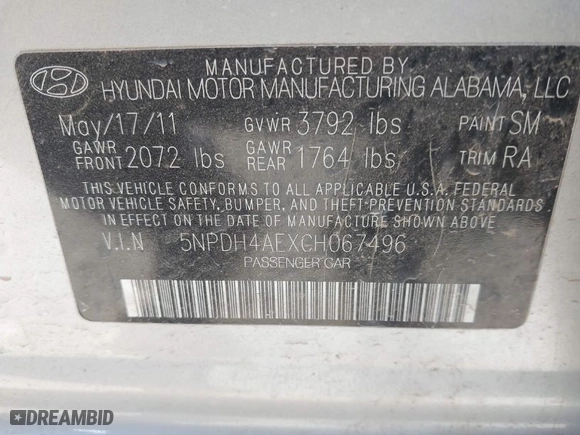 MANUFACTURED BY
HYUNDAI MOTOR MANUFACTURING ALABAMA, LLC
May/17/11 GVWR 3792 lbs PAINT SM
GAWR FRONT 2072 lbs GAWR REAR 1764 lbs TRIM RA
THIS VEHICLE CONFORMS TO ALL APPLICABLE U.S.A. FEDERAL
MOTOR VEHICLE SAFETY, BUMPER, AND THEFT-PREVENTION STANDARDS
IN EFFECT ON THE DATE OF MANUFACTURE SHOWN ABOVE
V.I.N 5NPDH4AEXCH067496
PASSENGER CAR
DREAMBID